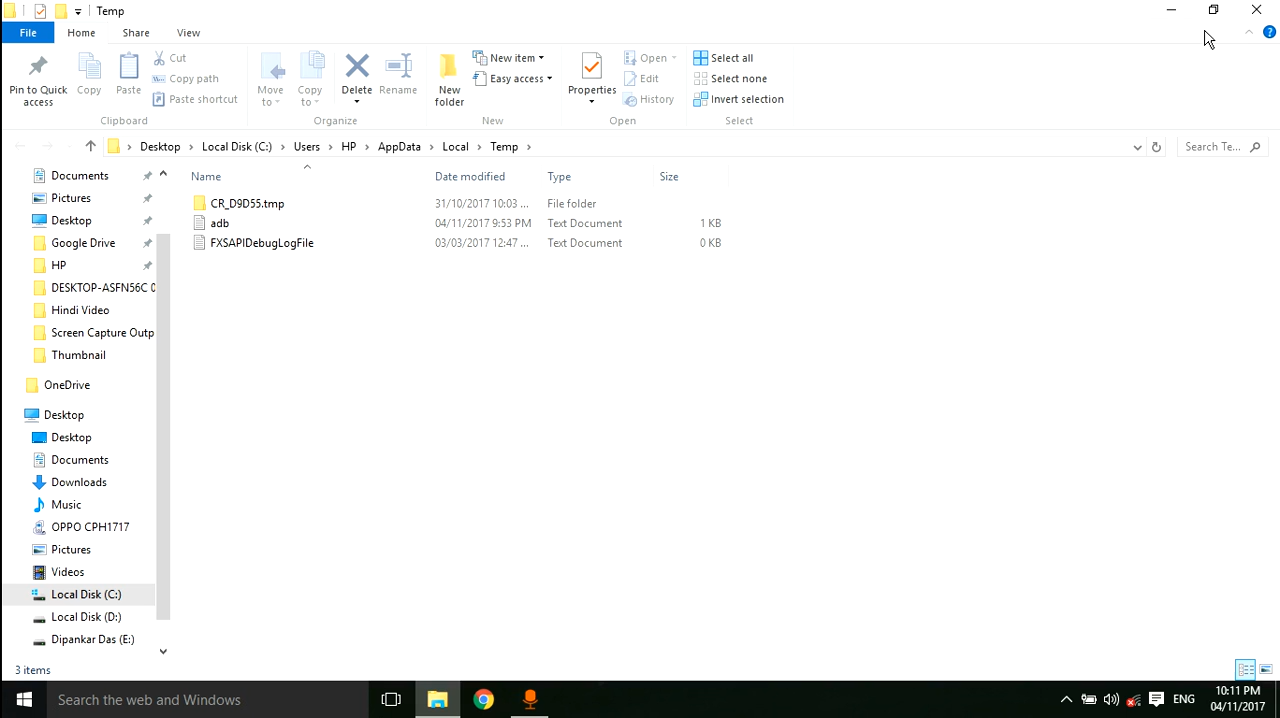 Temp
File Home Share View
Pin to Quick access
Copy
Paste
Cut
Copy path
Paste shortcut
Clipboard
Move to
Copy to
Delete
Rename
Organize
New folder
New item
Easy access
New
Properties
Open
Edit
History
Open
Select all
Select none
Invert selection
Select
Desktop Local Disk (C:) Users HP AppData Local Temp
Search Te...
Name Date modified Type Size
CR_D9D55.tmp 31/10/2017 10:03 ... File folder
adb 04/11/2017 9:53 PM Text Document 1 KB
FXSAPIDebugLogFile 03/03/2017 12:47 ... Text Document 0 KB
Documents
Pictures
Desktop
Google Drive
HP
DESKTOP-ASFN56C 0
Hindi Video
Screen Capture Outp
Thumbnail
OneDrive
Desktop
Desktop
Documents
Downloads
Music
OPPO CPH1717
Pictures
Videos
Local Disk (C:)
Local Disk (D:)
Dipankar Das (E:)
3 items
Search the web and Windows
ENG
10:11 PM
04/11/2017